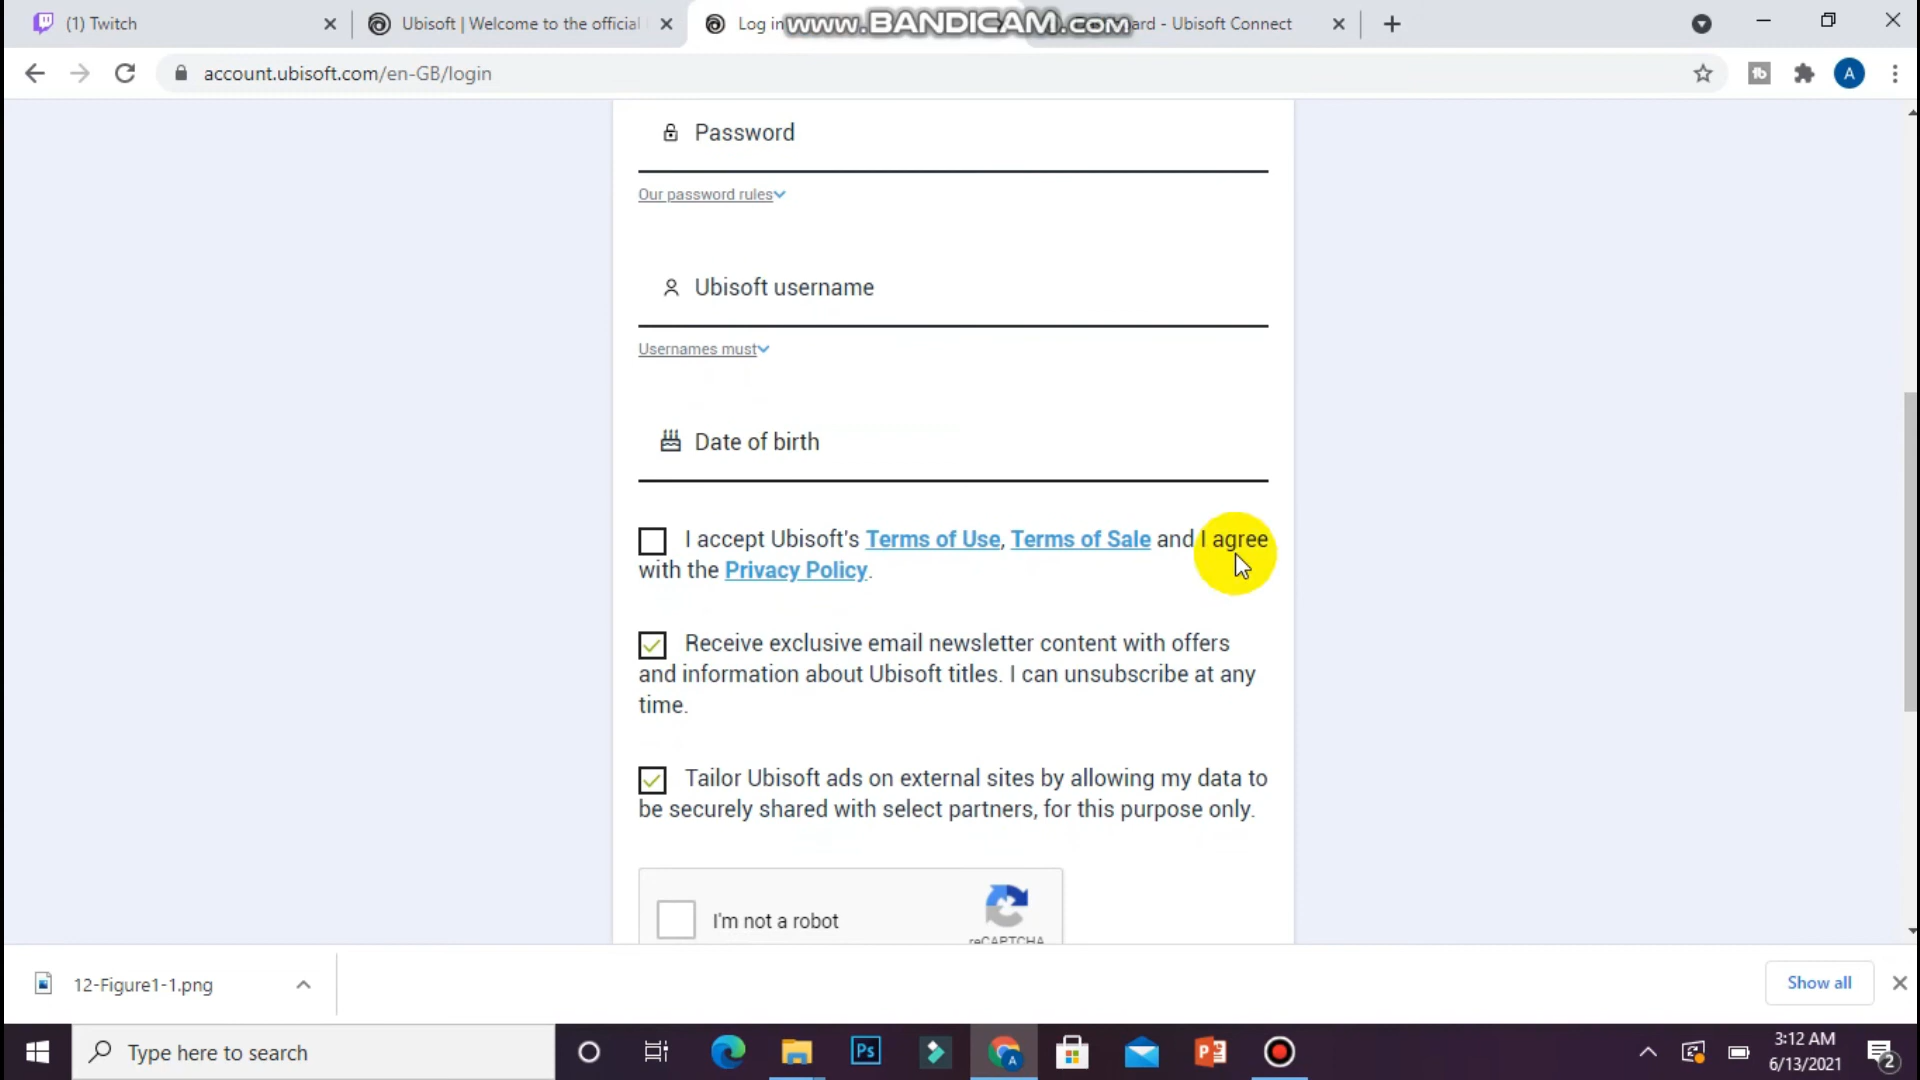 (1) Twitch
Ubisoft | Welcome to the official
Log in
www.BANDICAM.com
ard - Ubisoft Connect
account.ubisoft.com/en-GB/login
A
Password
Our password rules
Ubisoft username
Usernames must
Date of birth
I accept Ubisoft's Terms of Use, Terms of Sale and I agree
with the Privacy Policy.
Receive exclusive email newsletter content with offers
and information about Ubisoft titles. I can unsubscribe at any
time.
Tailor Ubisoft ads on external sites by allowing my data to
be securely shared with select partners, for this purpose only.
I'm not a robot
reCAPTCHA
12-Figure1-1.png
Show all
Type here to search
Ps
A
3:12 AM
6/13/2021
2